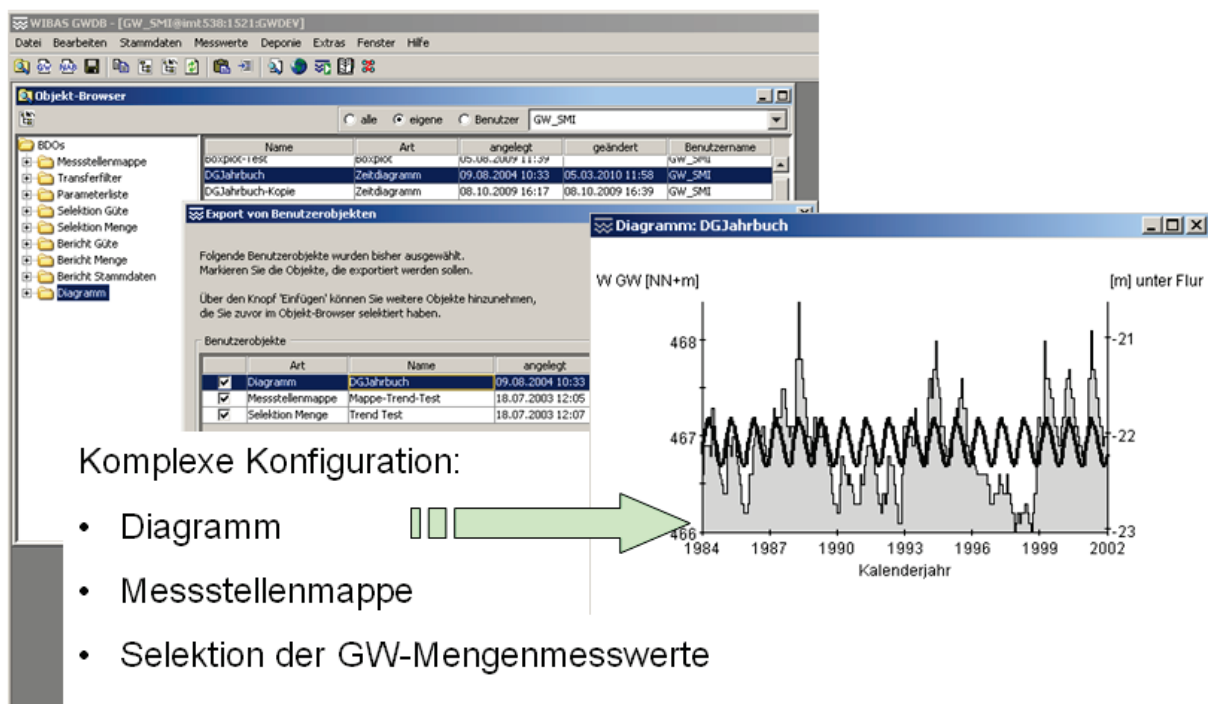 WIBAS GWDB - [GW_SMI@imt538:1521:GWDEV]
Datei Bearbeiten Stammdaten Messwerte Deponie Extras Fenster Hilfe
Objekt-Browser
alle eigene Benutzer GW_SMI
BDOs
Messstellenmappe
Transferfilter
Parameterliste
Selektion Güte
Selektion Menge
Bericht Güte
Bericht Menge
Bericht Stammdaten
Diagramm
Name Art angelegt geändert Benutzername
Boxplot-Test Boxplot 05.08.2009 11:39 GW_SMI
DGJahrbuch Zeitdiagramm 09.08.2004 10:33 05.03.2010 11:58 GW_SMI
DGJahrbuch-Kopie Zeitdiagramm 08.10.2009 16:17 08.10.2009 16:39 GW_SMI
Export von Benutzerobjekten
Folgende Benutzerobjekte wurden bisher ausgewählt.
Markieren Sie die Objekte, die exportiert werden sollen.
Über den Knopf 'Einfügen' können Sie weitere Objekte hinzunehmen,
die Sie zuvor im Objekt-Browser selektiert haben.
Benutzerobjekte
Art Name angelegt
Diagramm DGJahrbuch 09.08.2004 10:33
Messstellenmappe Mappe-Trend-Test 18.07.2003 12:05
Selektion Menge Trend Test 18.07.2003 12:07
Diagramm: DGJahrbuch
W GW [NN+m] [m] unter Flur
468 -21
467 -22
466 -23
1984 1987 1990 1993 1996 1999 2002
Kalenderjahr
Komplexe Konfiguration:
• Diagramm
• Messstellenmappe
• Selektion der GW-Mengenmesswerte